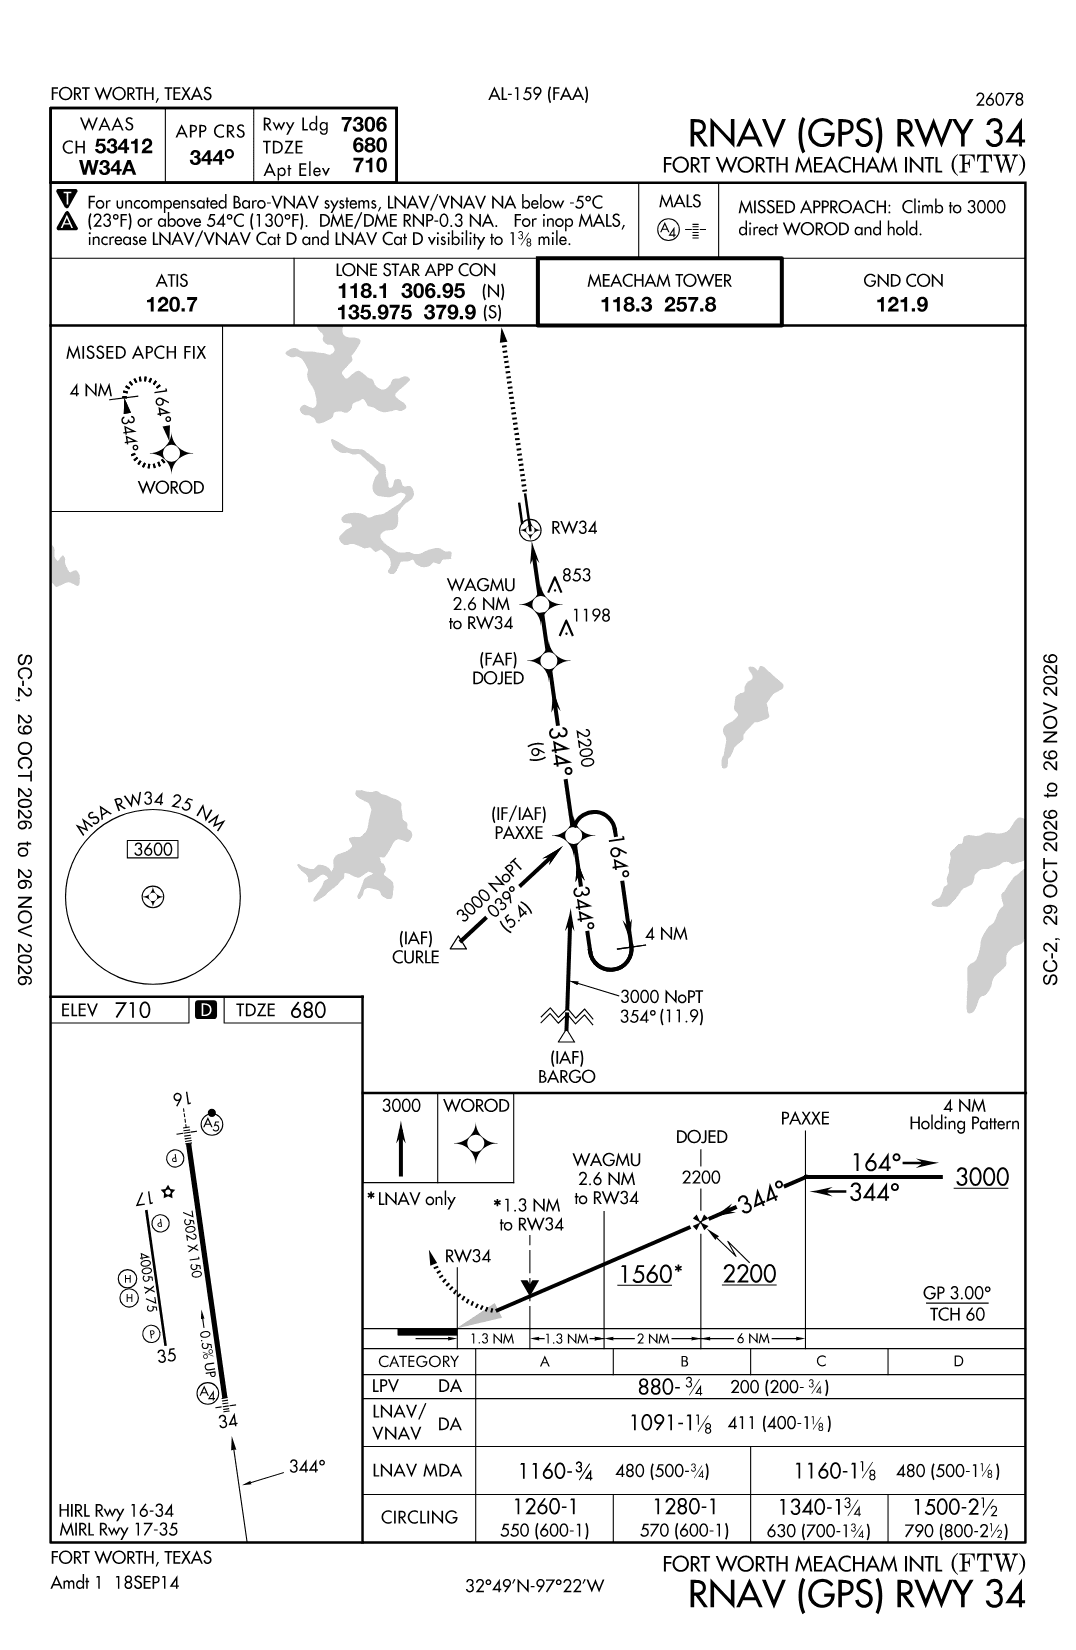 FORT WORTH, TEXAS
AL-159 (FAA)
26078
WAAS
CH 53412
W34A
APP CRS
344°
Rwy Ldg 7306
TDZE 680
Apt Elev 710
RNAV (GPS) RWY 34
FORT WORTH MEACHAM INTL (FTW)
T
A
For uncompensated Baro-VNAV systems, LNAV/VNAV NA below -5°C
(23°F) or above 54°C (130°F). DME/DME RNP-0.3 NA. For inop MALS,
increase LNAV/VNAV Cat D and LNAV Cat D visibility to 1⅜ mile.
MALS
A4
MISSED APPROACH: Climb to 3000
direct WOROD and hold.
ATIS
120.7
LONE STAR APP CON
118.1 306.95 (N)
135.975 379.9 (S)
MEACHAM TOWER
118.3 257.8
GND CON
121.9
MISSED APCH FIX
4 NM
164°
344°
WOROD
RW34
853
WAGMU
2.6 NM
to RW34
1198
(FAF)
DOJED
2200
344°
(6)
(IF/IAF)
PAXXE
164°
344°
4 NM
3000 NoPT
039°
(5.4)
(IAF)
CURLE
3000 NoPT
354° (11.9)
(IAF)
BARGO
MSA RW34 25 NM
3600
SC-2, 29 OCT 2026 to 26 NOV 2026
SC-2, 29 OCT 2026 to 26 NOV 2026
ELEV 710
D
TDZE 680
16
A5
P
17
P
7502 X 150
4005 X 75
H
H
P
35
0.5% UP
A4
34
344°
HIRL Rwy 16-34
MIRL Rwy 17-35
3000
WOROD
*LNAV only
RW34
*1.3 NM
to RW34
WAGMU
2.6 NM
to RW34
DOJED
2200
PAXXE
4 NM
Holding Pattern
164°
344°
3000
344°
1560*
2200
GP 3.00°
TCH 60
1.3 NM
1.3 NM
2 NM
6 NM
CATEGORY A B C D
LPV DA 880-¾ 200 (200-¾)
LNAV/
VNAV DA 1091-1⅛ 411 (400-1⅛)
LNAV MDA 1160-¾ 480 (500-¾) 1160-1⅛ 480 (500-1⅛)
CIRCLING
1260-1 1280-1 1340-1¾ 1500-2½
550 (600-1) 570 (600-1) 630 (700-1¾) 790 (800-2½)
FORT WORTH, TEXAS
Amdt 1 18SEP14
32°49'N-97°22'W
FORT WORTH MEACHAM INTL (FTW)
RNAV (GPS) RWY 34